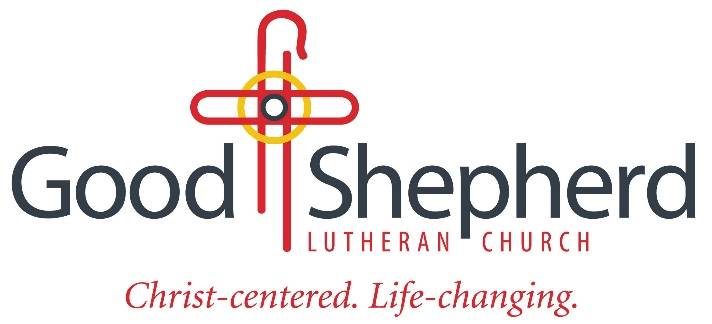 Good Shepherd
LUTHERAN CHURCH
Christ-centered. Life-changing.